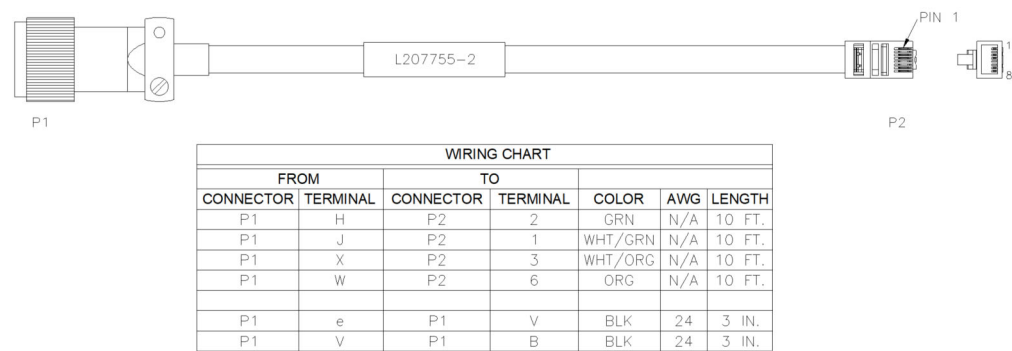 PIN 1
L207755-2
1
8
P1
P2
WIRING CHART
FROM TO
CONNECTOR TERMINAL CONNECTOR TERMINAL COLOR AWG LENGTH
P1 H P2 2 GRN N/A 10 FT.
P1 J P2 1 WHT/GRN N/A 10 FT.
P1 X P2 3 WHT/ORG N/A 10 FT.
P1 W P2 6 ORG N/A 10 FT.
P1 e P1 V BLK 24 3 IN.
P1 V P1 B BLK 24 3 IN.